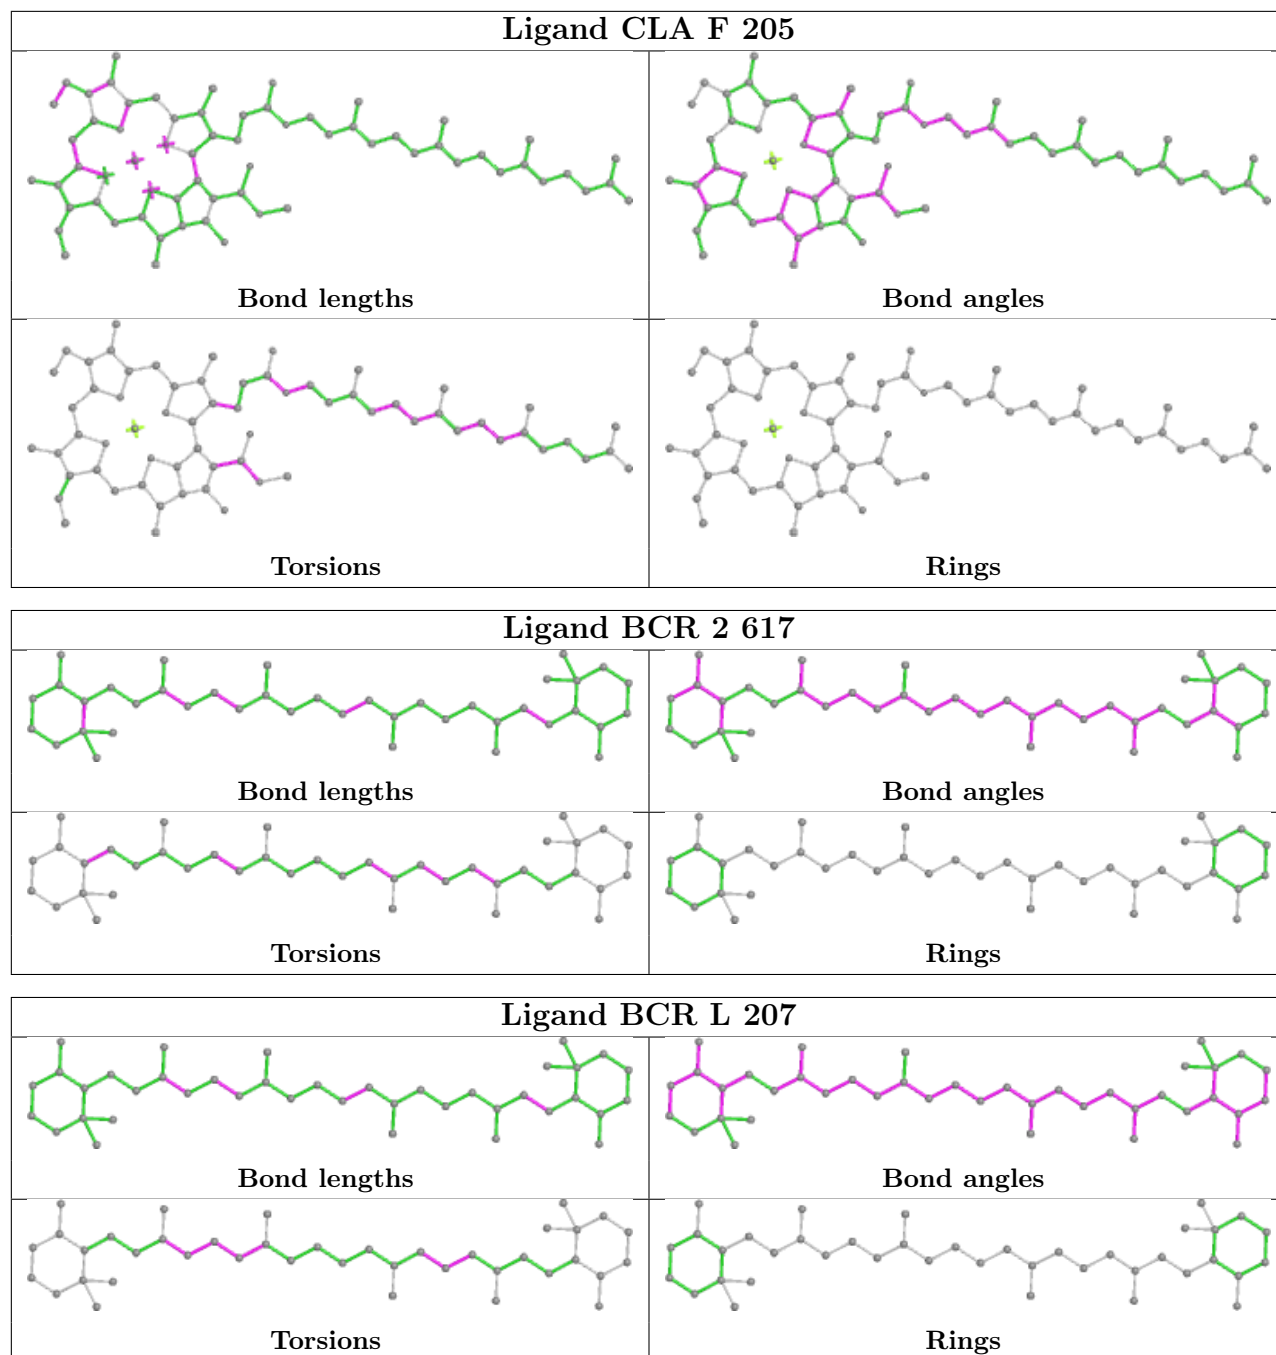 Ligand CLA F 205
Bond lengths
Bond angles
Torsions
Rings
Ligand BCR 2 617
Bond lengths
Bond angles
Torsions
Rings
Ligand BCR L 207
Bond lengths
Bond angles
Torsions
Rings